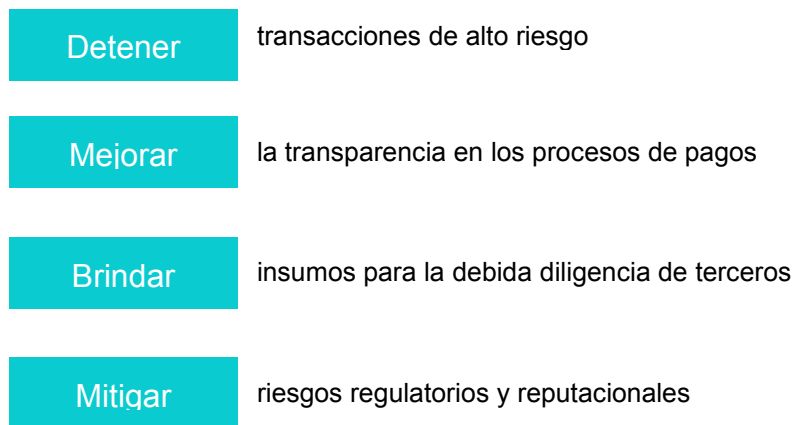 Detener transacciones de alto riesgo
Mejorar la transparencia en los procesos de pagos
Brindar insumos para la debida diligencia de terceros
Mitigar riesgos regulatorios y reputacionales